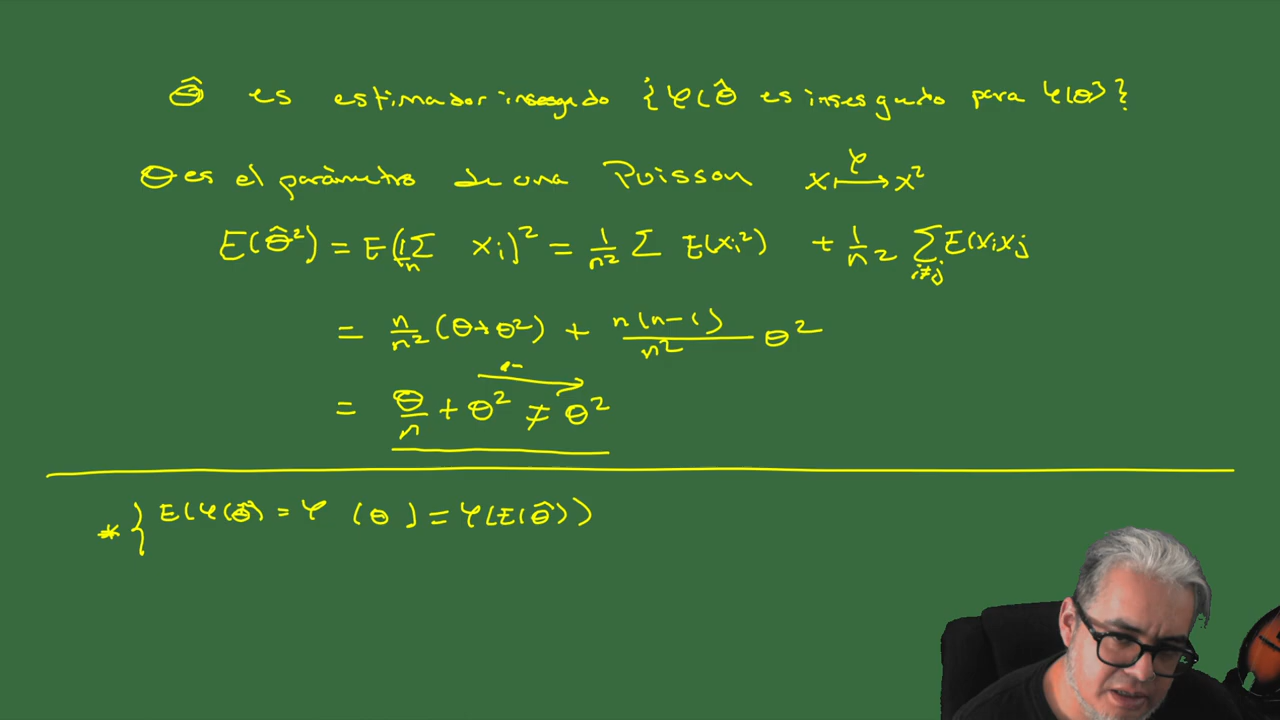 θ̂ es estimador insesgado {φ(θ̂ es insesgado para φ(θ)}
θ es el parámetro de una Poisson x ↦ x² φ
E(θ̂²) = E(1/n Σ xi)² = 1/n² Σ E(xi²) + 1/n² Σ i≠j E(xixj
= n/n² (θ+θ²) + n(n-1)/n² θ²
= θ/n + θ² ≠ θ²
* { E(φ(θ̂) = φ (θ) = φ(E(θ̂))